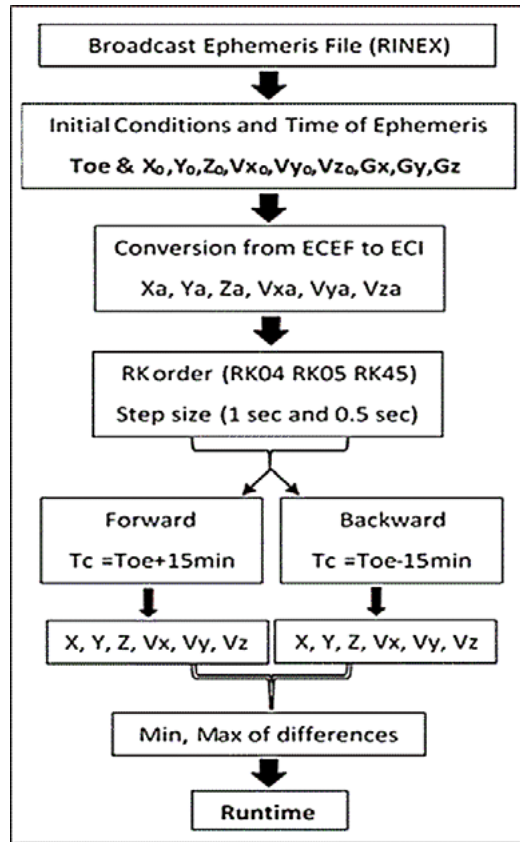 Broadcast Ephemeris File (RINEX)
Initial Conditions and Time of Ephemeris
Toe & X₀,Y₀,Z₀,Vx₀,Vy₀,Vz₀,Gx,Gy,Gz
Conversion from ECEF to ECI
Xa, Ya, Za, Vxa, Vya, Vza
RK order (RK04 RK05 RK45)
Step size (1 sec and 0.5 sec)
Forward
Tc =Toe+15min
Backward
Tc =Toe-15min
X, Y, Z, Vx, Vy, Vz
X, Y, Z, Vx, Vy, Vz
Min, Max of differences
Runtime